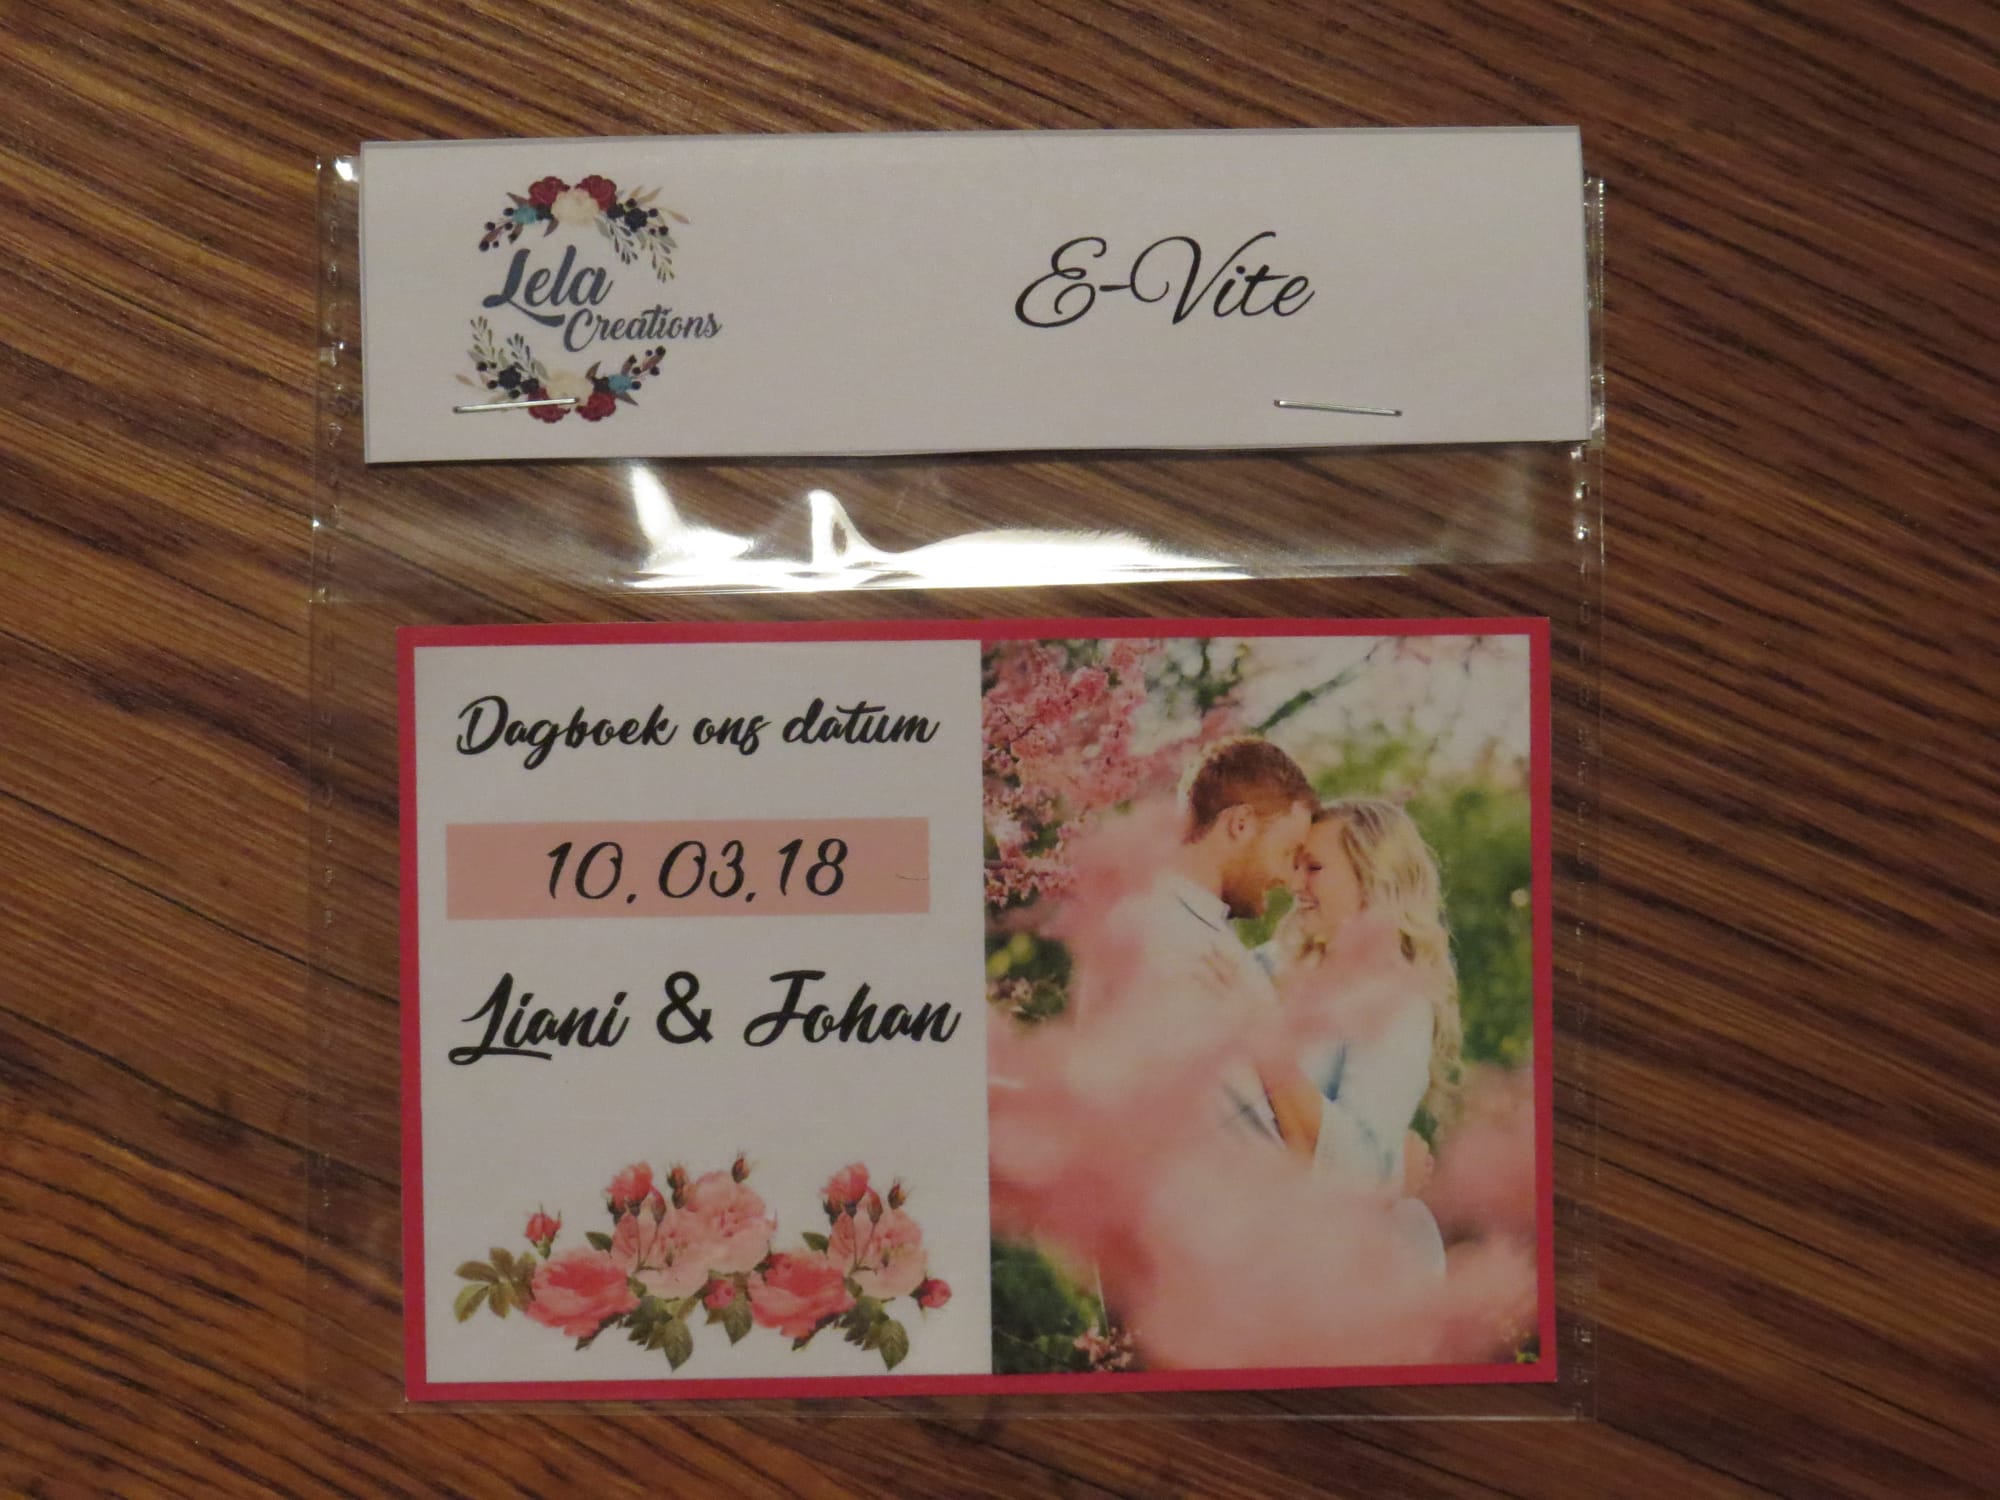 Lela
Creations
E-Vite
Dagboek ons datum
10.03.18
Liani & Johan